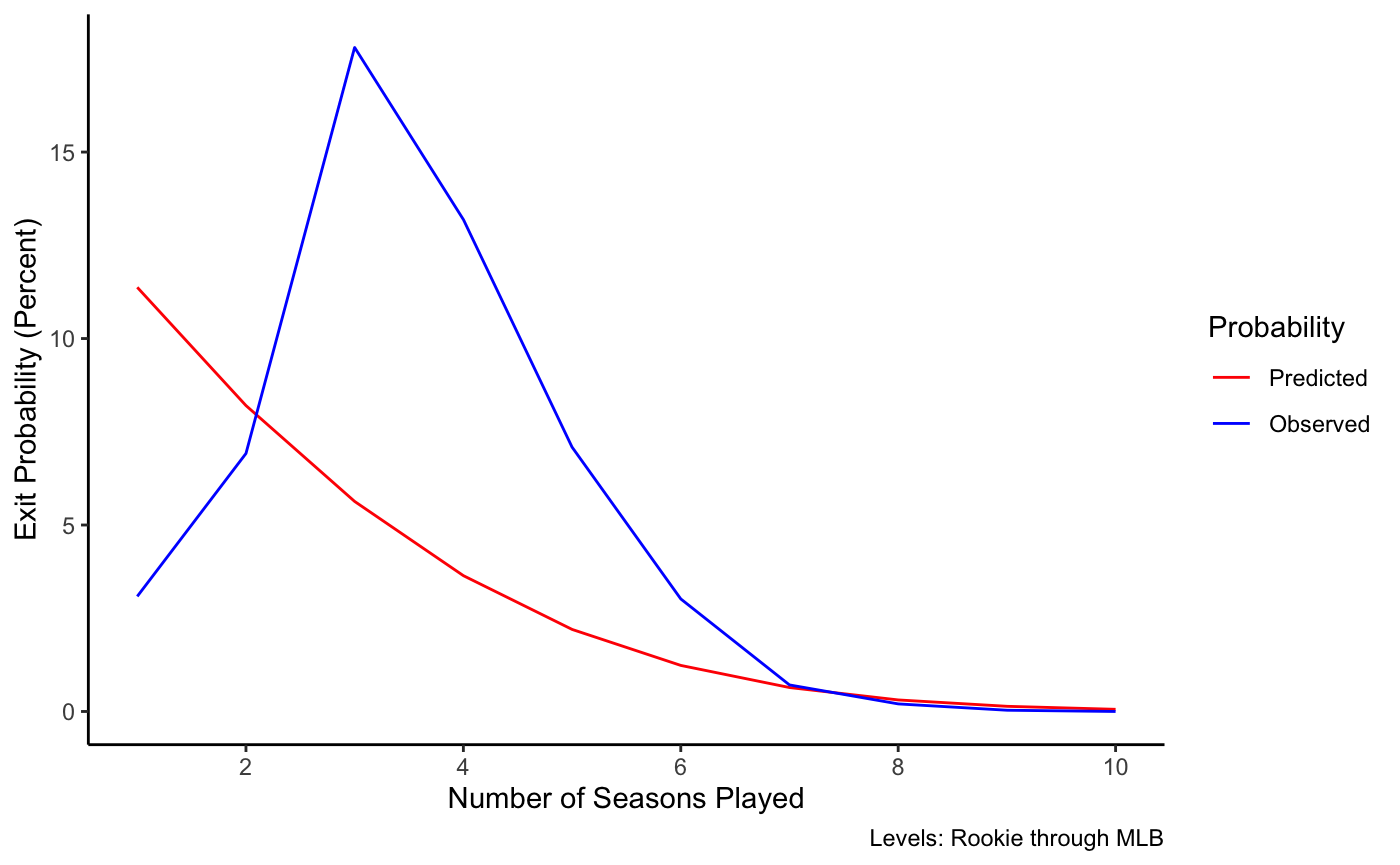 Exit Probability (Percent)
15
10
5
0
2 4 6 8 10
Number of Seasons Played
Levels: Rookie through MLB
Probability
Predicted
Observed